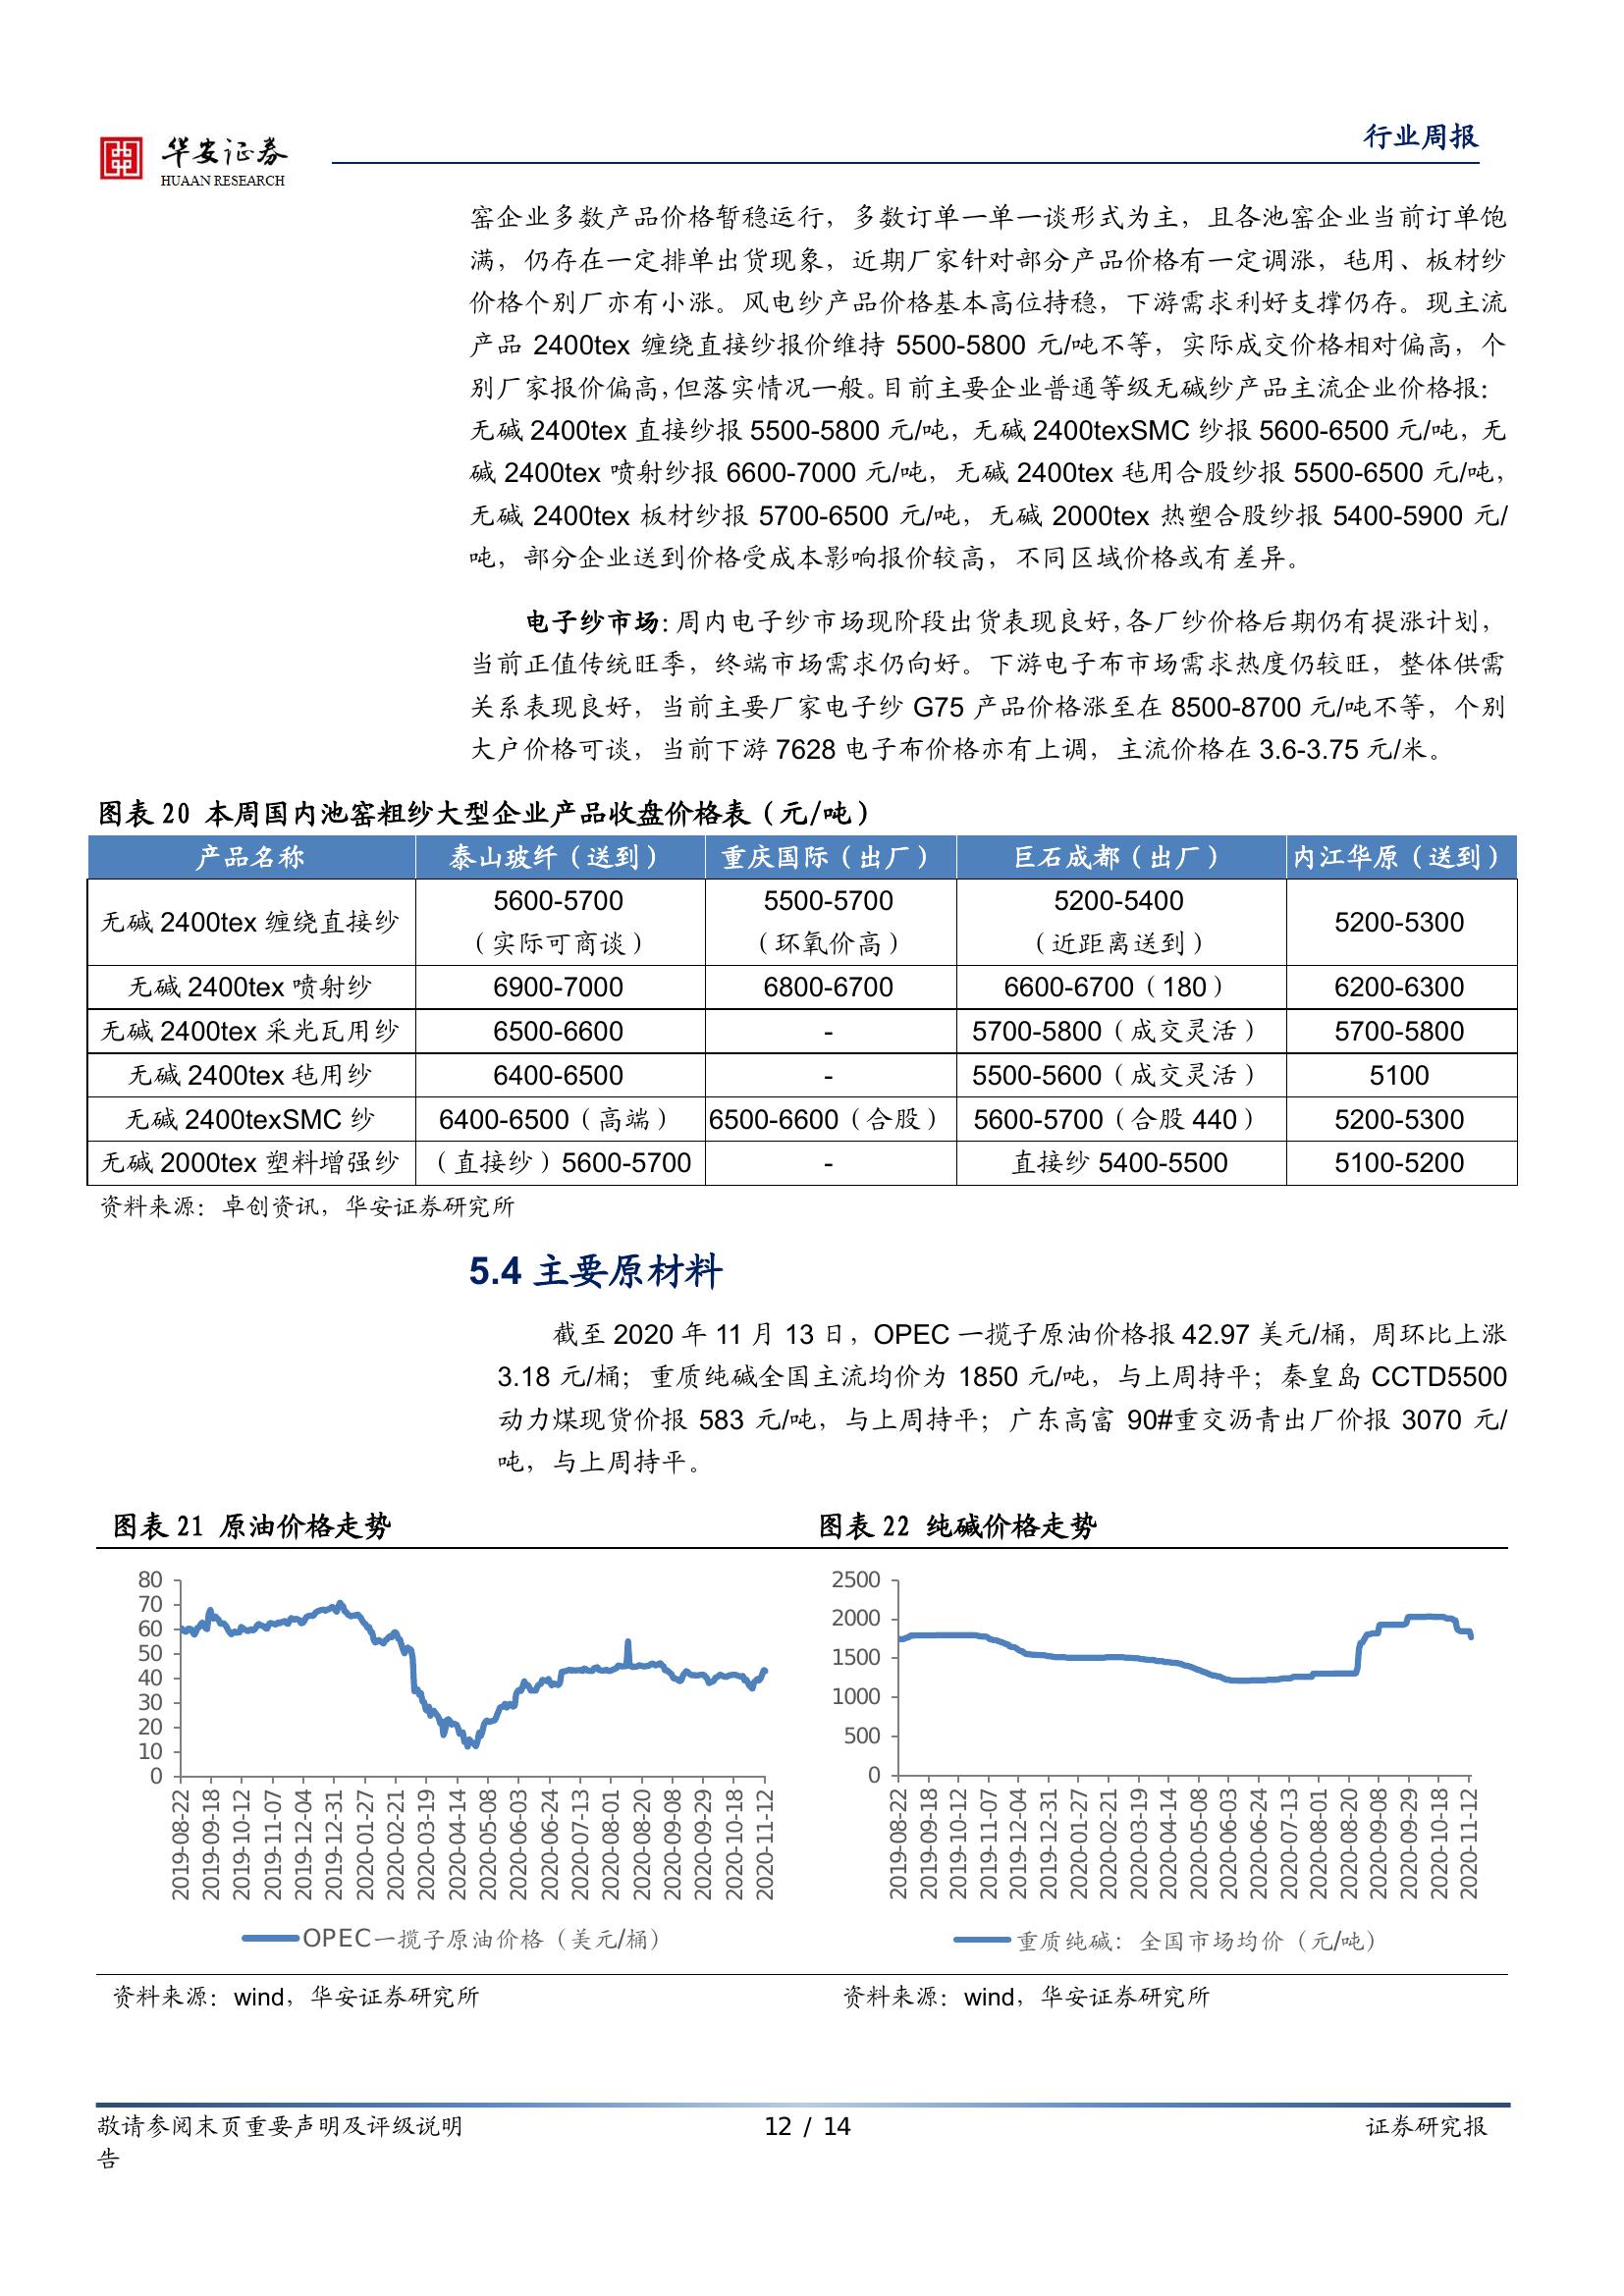 华安证券
HUAAN RESEARCH
行业周报
窑企业多数产品价格暂稳运行，多数订单一单一谈形式为主，且各池窑企业当前订单饱
满，仍存在一定排单出货现象，近期厂家针对部分产品价格有一定调涨，毡用、板材纱
价格个别厂亦有小涨。风电纱产品价格基本高位持稳，下游需求利好支撑仍存。现主流
产品 2400tex 缠绕直接纱报价维持 5500-5800 元/吨不等，实际成交价格相对偏高，个
别厂家报价偏高，但落实情况一般。目前主要企业普通等级无碱纱产品主流企业价格报：
无碱 2400tex 直接纱报 5500-5800 元/吨，无碱 2400texSMC 纱报 5600-6500 元/吨，无
碱 2400tex 喷射纱报 6600-7000 元/吨，无碱 2400tex 毡用合股纱报 5500-6500 元/吨，
无碱 2400tex 板材纱报 5700-6500 元/吨，无碱 2000tex 热塑合股纱报 5400-5900 元/
吨，部分企业送到价格受成本影响报价较高，不同区域价格或有差异。
电子纱市场：周内电子纱市场现阶段出货表现良好，各厂纱价格后期仍有提涨计划，
当前正值传统旺季，终端市场需求仍向好。下游电子布市场需求热度仍较旺，整体供需
关系表现良好，当前主要厂家电子纱 G75 产品价格涨至在 8500-8700 元/吨不等，个别
大户价格可谈，当前下游 7628 电子布价格亦有上调，主流价格在 3.6-3.75 元/米。
图表 20 本周国内池窑粗纱大型企业产品收盘价格表（元/吨）
产品名称 泰山玻纤（送到） 重庆国际（出厂） 巨石成都（出厂） 内江华原（送到）
无碱 2400tex 缠绕直接纱 5600-5700（实际可商谈） 5500-5700（环氧价高） 5200-5400（近距离送到） 5200-5300
无碱 2400tex 喷射纱 6900-7000 6800-6700 6600-6700（180） 6200-6300
无碱 2400tex 采光瓦用纱 6500-6600 - 5700-5800（成交灵活） 5700-5800
无碱 2400tex 毡用纱 6400-6500 - 5500-5600（成交灵活） 5100
无碱 2400texSMC 纱 6400-6500（高端） 6500-6600（合股） 5600-5700（合股 440） 5200-5300
无碱 2000tex 塑料增强纱 （直接纱）5600-5700 - 直接纱 5400-5500 5100-5200
资料来源：卓创资讯，华安证券研究所
5.4 主要原材料
截至 2020 年 11 月 13 日，OPEC 一揽子原油价格报 42.97 美元/桶，周环比上涨
3.18 元/桶；重质纯碱全国主流均价为 1850 元/吨，与上周持平；秦皇岛 CCTD5500
动力煤现货价报 583 元/吨，与上周持平；广东高富 90#重交沥青出厂价报 3070 元/
吨，与上周持平。
图表 21 原油价格走势
80
70
60
50
40
30
20
10
0
2019-08-22
2019-09-18
2019-10-12
2019-11-07
2019-12-04
2019-12-31
2020-01-27
2020-02-21
2020-03-19
2020-04-14
2020-05-08
2020-06-03
2020-06-24
2020-07-13
2020-08-01
2020-08-20
2020-09-08
2020-09-29
2020-10-18
2020-11-12
OPEC一揽子原油价格（美元/桶）
资料来源：wind，华安证券研究所
图表 22 纯碱价格走势
2500
2000
1500
1000
500
0
2019-08-22
2019-09-18
2019-10-12
2019-11-07
2019-12-04
2019-12-31
2020-01-27
2020-02-21
2020-03-19
2020-04-14
2020-05-08
2020-06-03
2020-06-24
2020-07-13
2020-08-01
2020-08-20
2020-09-08
2020-09-29
2020-10-18
2020-11-12
重质纯碱：全国市场均价（元/吨）
资料来源：wind，华安证券研究所
敬请参阅末页重要声明及评级说明 12 / 14 证券研究报
告